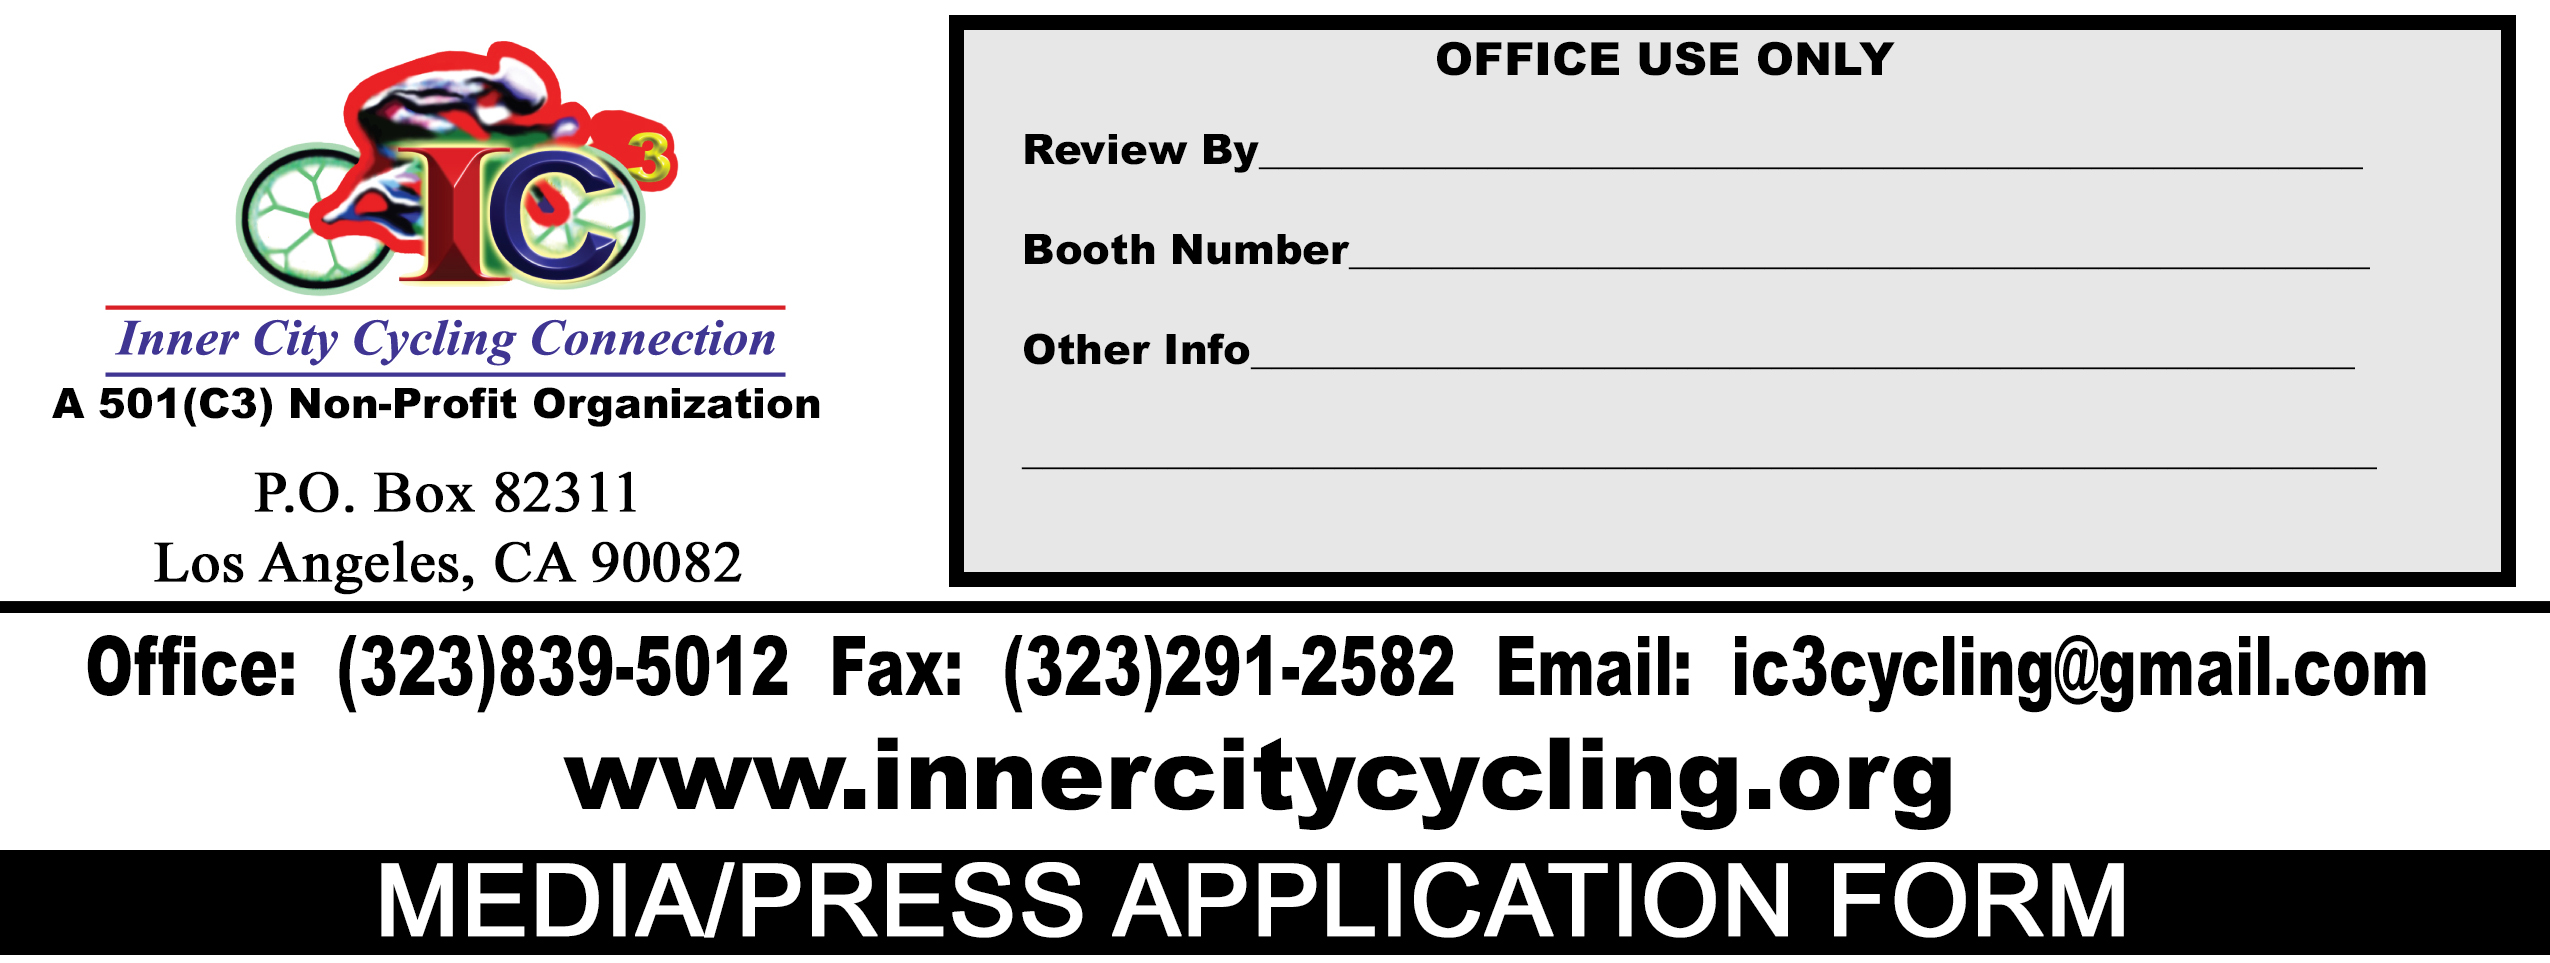 IC3
Inner City Cycling Connection
A 501(C3) Non-Profit Organization
P.O. Box 82311
Los Angeles, CA 90082
OFFICE USE ONLY
Review By
Booth Number
Other Info
Office: (323)839-5012 Fax: (323)291-2582 Email: ic3cycling@gmail.com
www.innercitycycling.org
MEDIA/PRESS APPLICATION FORM